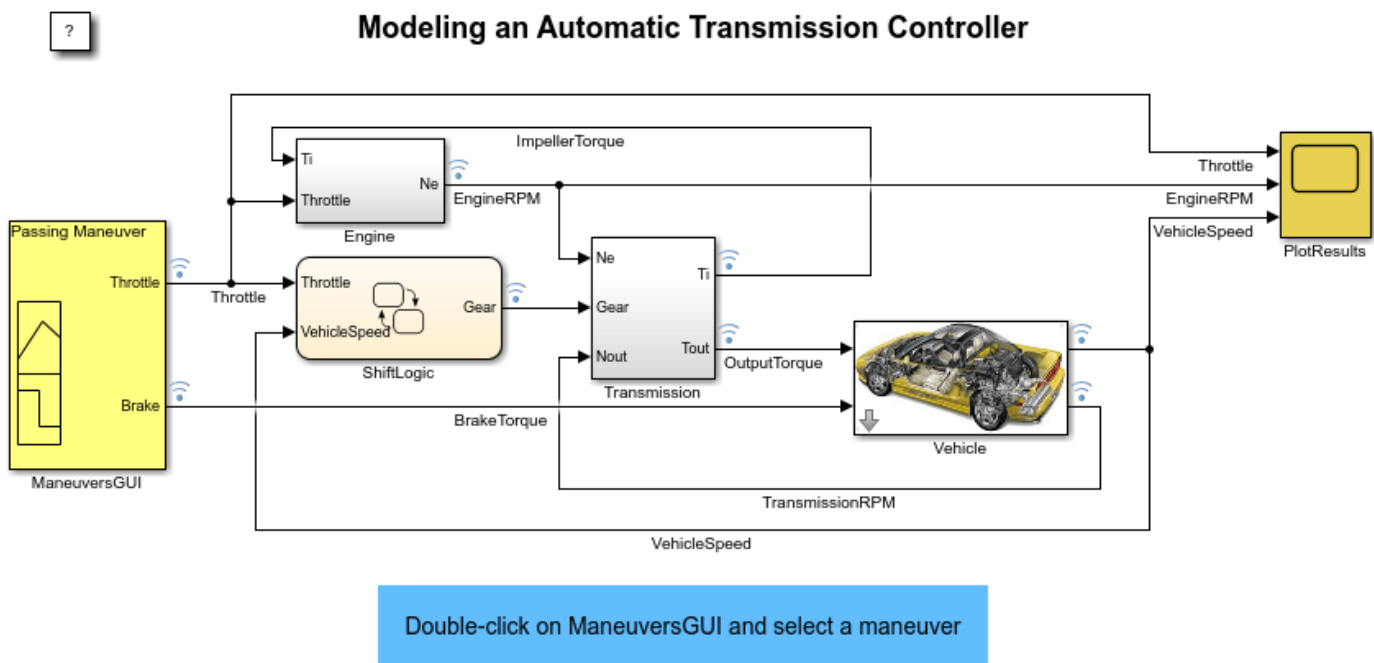 ?
Modeling an Automatic Transmission Controller
ImpellerTorque
Ti
Throttle
Ne
EngineRPM
Engine
Throttle
EngineRPM
VehicleSpeed
PlotResults
Passing Maneuver
Throttle
Brake
ManeuversGUI
Throttle
Throttle
VehicleSpeed
Gear
ShiftLogic
Ne
Gear
Nout
Ti
Tout
Transmission
OutputTorque
BrakeTorque
Vehicle
TransmissionRPM
VehicleSpeed
Double-click on ManeuversGUI and select a maneuver